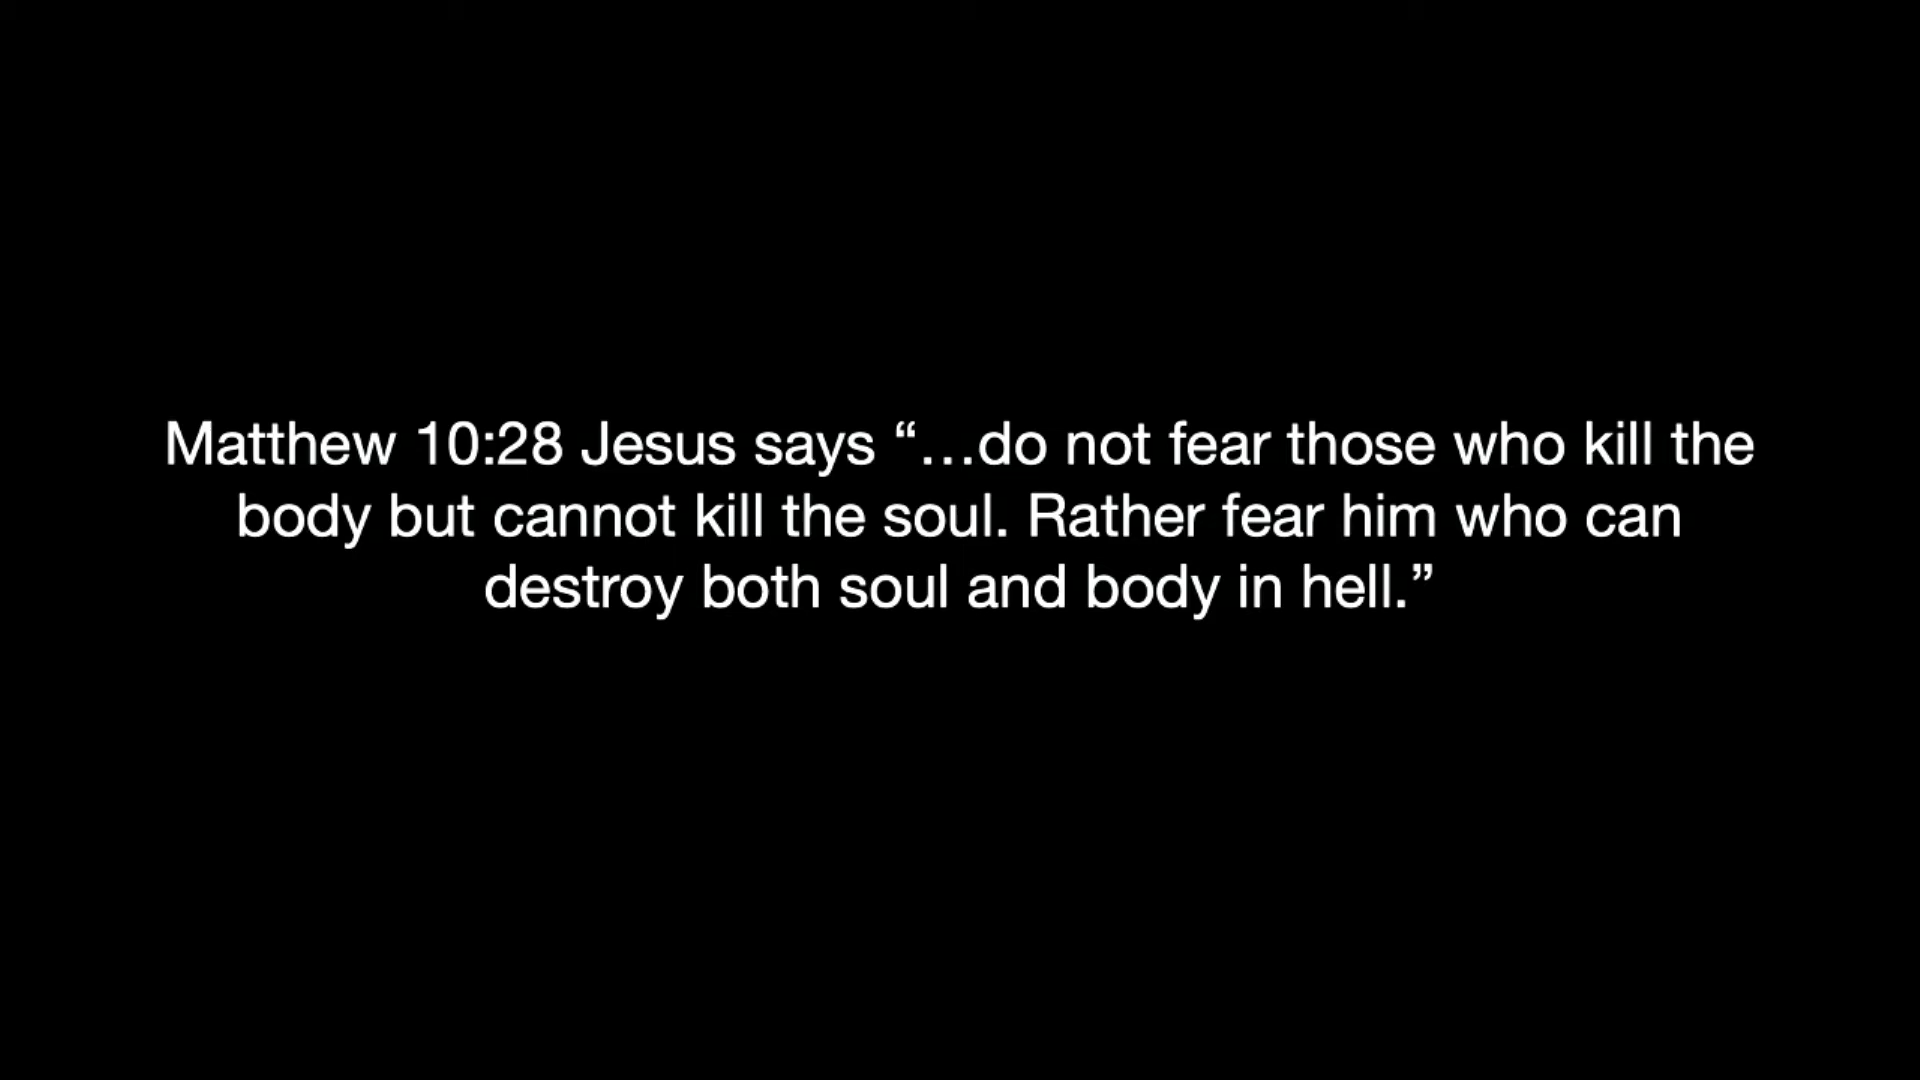 Matthew 10:28 Jesus says “…do not fear those who kill the
body but cannot kill the soul. Rather fear him who can
destroy both soul and body in hell.”